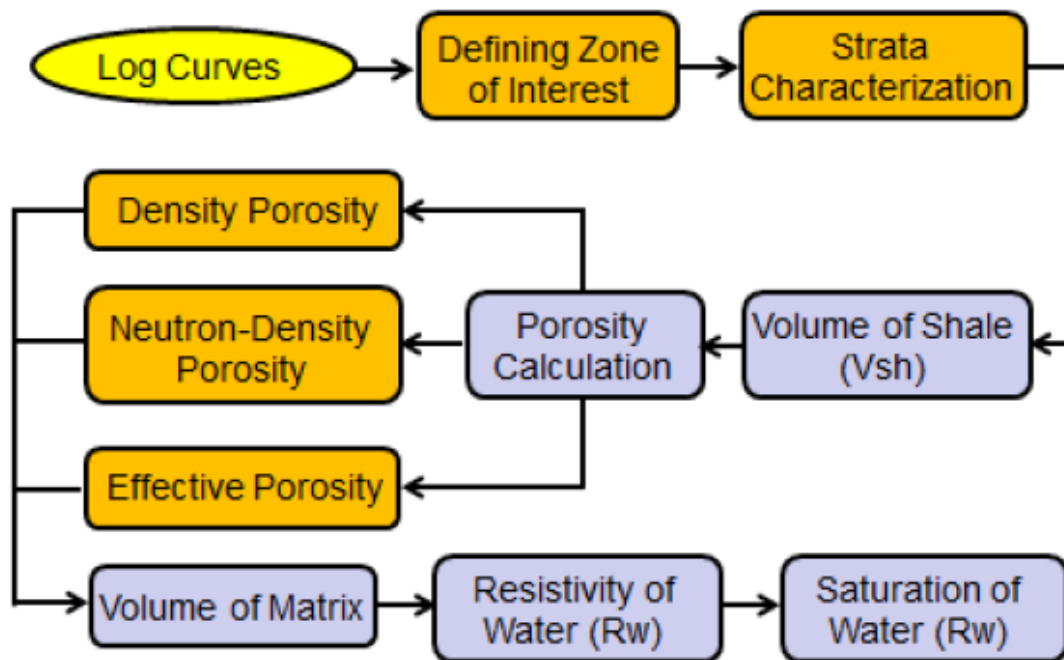 Log Curves
Defining Zone
of Interest
Strata
Characterization
Density Porosity
Neutron-Density
Porosity
Porosity
Calculation
Volume of Shale
(Vsh)
Effective Porosity
Volume of Matrix
Resistivity of
Water (Rw)
Saturation of
Water (Rw)